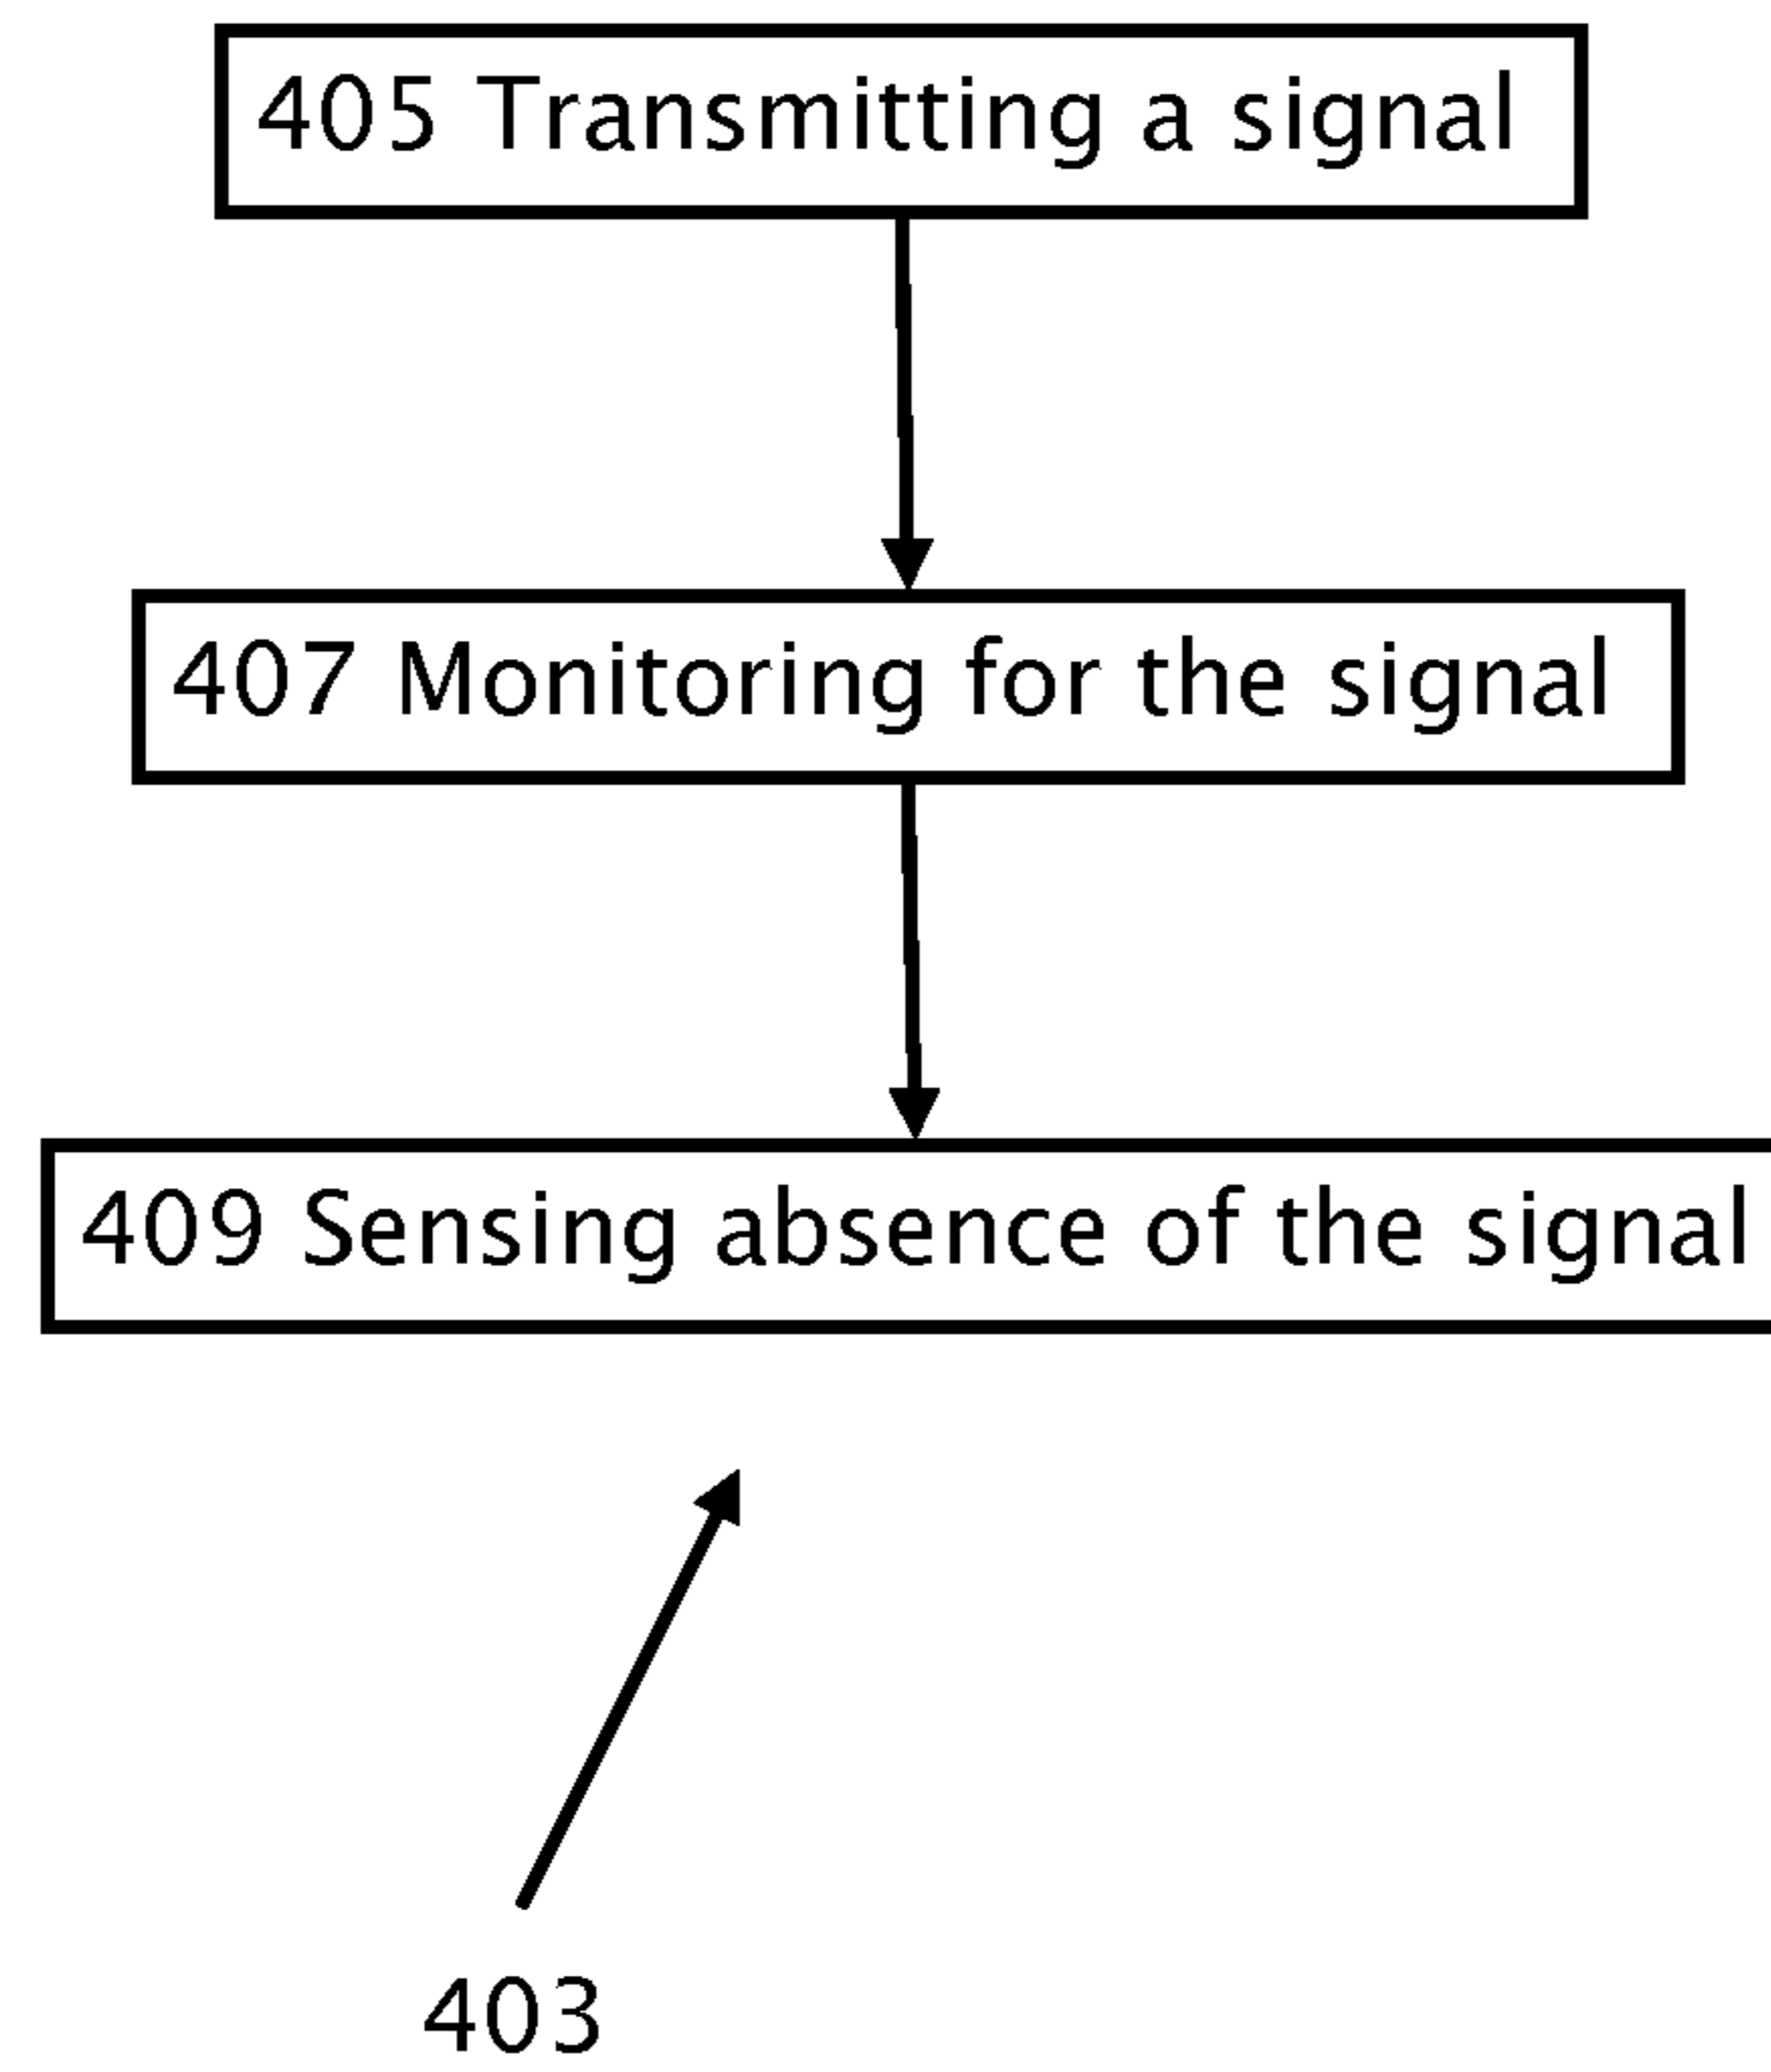 405 Transmitting a signal
407 Monitoring for the signal
409 Sensing absence of the signal
403